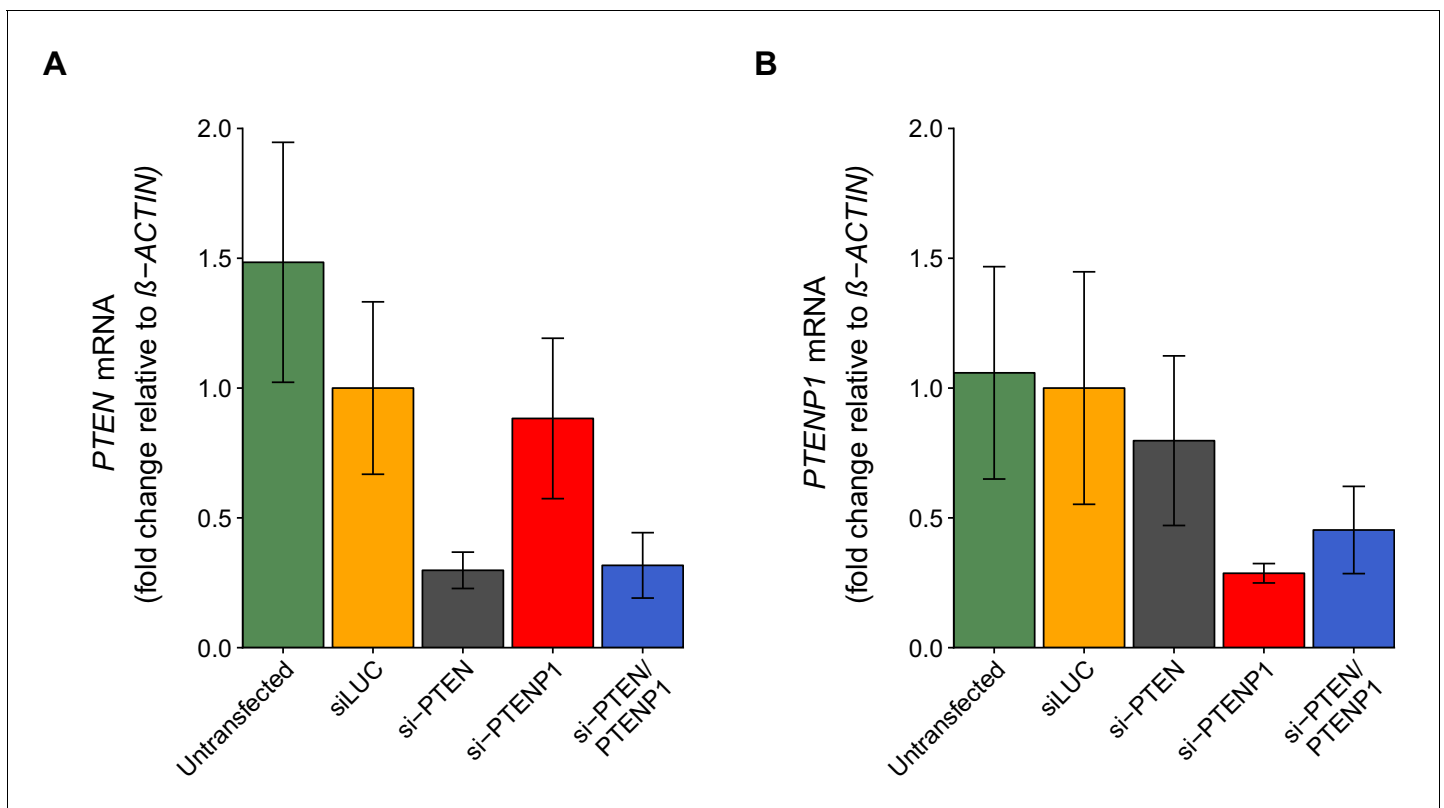 A
PTEN mRNA
(fold change relative to ß−ACTIN)
2.0
1.5
1.0
0.5
0.0
Untransfected
siLUC
si−PTEN
si−PTENP1
si−PTEN/
PTENP1
B
PTENP1 mRNA
(fold change relative to ß−ACTIN)
2.0
1.5
1.0
0.5
0.0
Untransfected
siLUC
si−PTEN
si−PTENP1
si−PTEN/
PTENP1